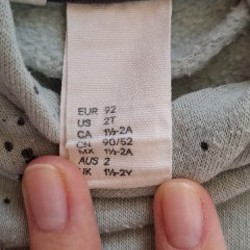 EUR 92
US 2T
CA 1½-2A
CN 90/52
MX 1½-2A
AUS 2
UK 1½-2Y